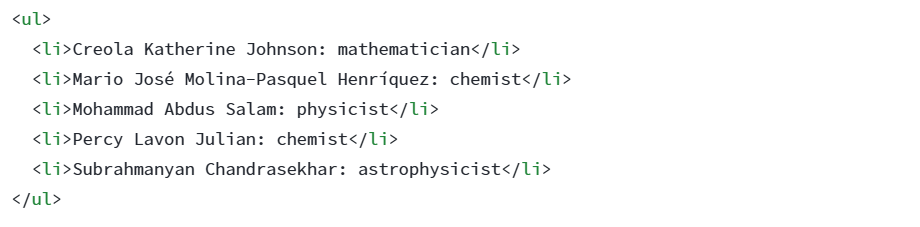 <ul>
  <li>Creola Katherine Johnson: mathematician</li>
  <li>Mario José Molina-Pasquel Henríquez: chemist</li>
  <li>Mohammad Abdus Salam: physicist</li>
  <li>Percy Lavon Julian: chemist</li>
  <li>Subrahmanyan Chandrasekhar: astrophysicist</li>
</ul>